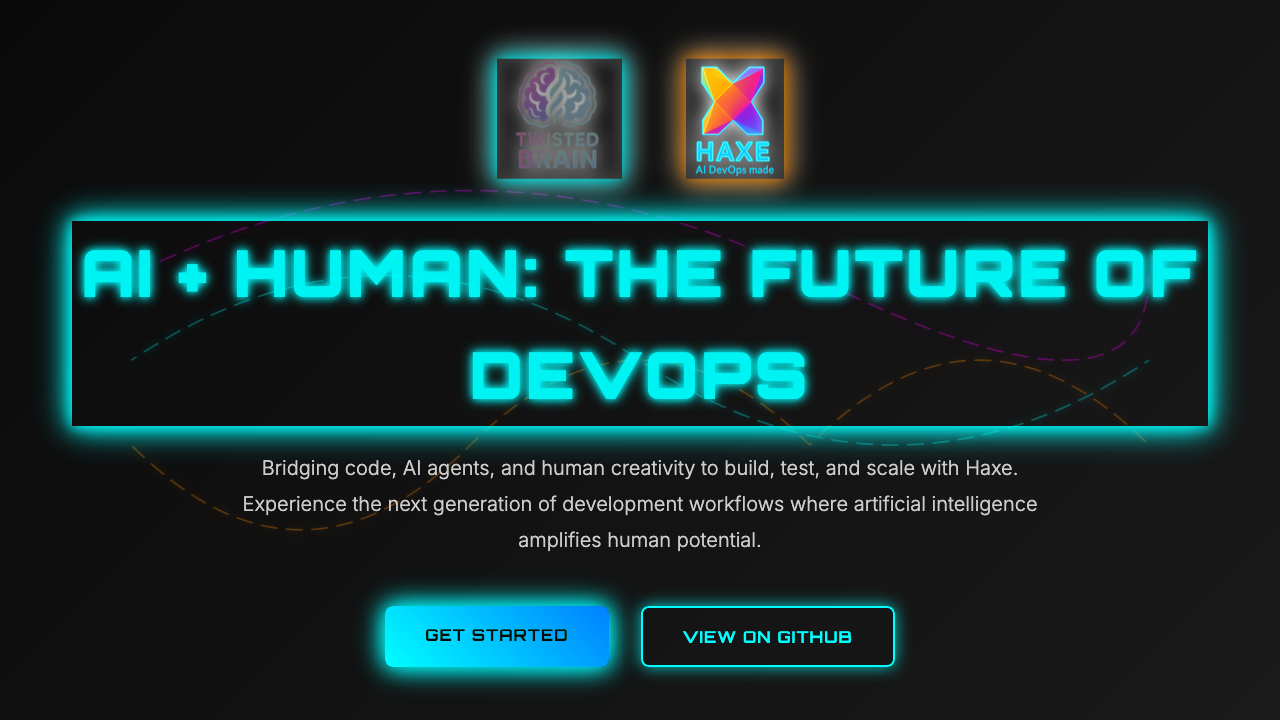 TWISTED
BRAIN
HAXE
AI DevOps made
AI + HUMAN: THE FUTURE OF
DEVOPS
Bridging code, AI agents, and human creativity to build, test, and scale with Haxe.
Experience the next generation of development workflows where artificial intelligence
amplifies human potential.
GET STARTED
VIEW ON GITHUB